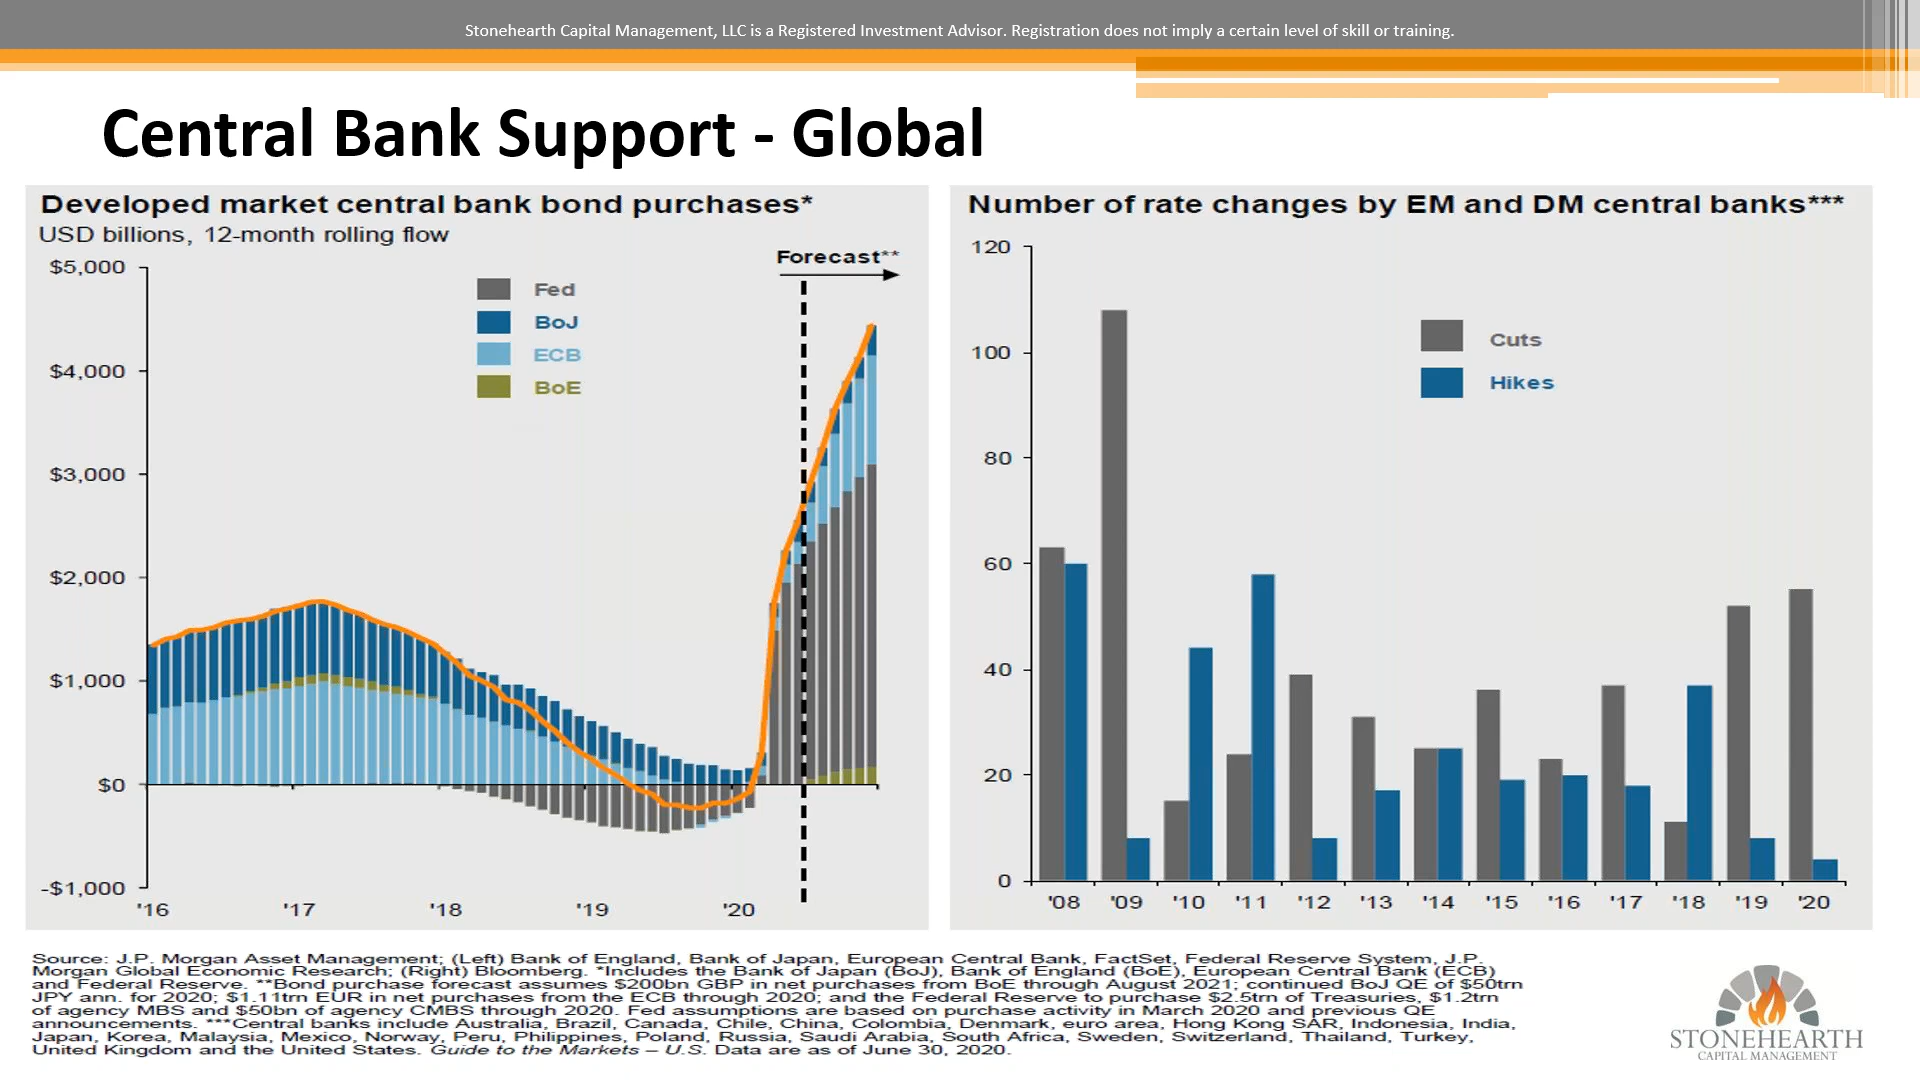 Stonehearth Capital Management, LLC is a Registered Investment Advisor. Registration does not imply a certain level of skill or training.
Central Bank Support - Global
Developed market central bank bond purchases*
USD billions, 12-month rolling flow
Forecast**
$5,000
$4,000
$3,000
$2,000
$1,000
$0
-$1,000
Fed
BoJ
ECB
BoE
'16 '17 '18 '19 '20
Number of rate changes by EM and DM central banks***
120
100
80
60
40
20
0
Cuts
Hikes
'08 '09 '10 '11 '12 '13 '14 '15 '16 '17 '18 '19 '20
Source: J.P. Morgan Asset Management; (Left) Bank of England, Bank of Japan, European Central Bank, FactSet, Federal Reserve System, J.P.
Morgan Global Economic Research; (Right) Bloomberg. *Includes the Bank of Japan (BoJ), Bank of England (BoE), European Central Bank (ECB)
and Federal Reserve. **Bond purchase forecast assumes $200bn GBP in net purchases from BoE through August 2021; continued BoJ QE of $50trn
JPY ann. for 2020; $1.11trn EUR in net purchases from the ECB through 2020; and the Federal Reserve to purchase $2.5trn of Treasuries, $1.2trn
of agency MBS and $50bn of agency CMBS through 2020. Fed assumptions are based on purchase activity in March 2020 and previous QE
announcements. ***Central banks include Australia, Brazil, Canada, Chile, China, Colombia, Denmark, euro area, Hong Kong SAR, Indonesia, India,
Japan, Korea, Malaysia, Mexico, Norway, Peru, Philippines, Poland, Russia, Saudi Arabia, South Africa, Sweden, Switzerland, Thailand, Turkey,
United Kingdom and the United States. Guide to the Markets – U.S. Data are as of June 30, 2020.
STONEHEARTH
CAPITAL MANAGEMENT